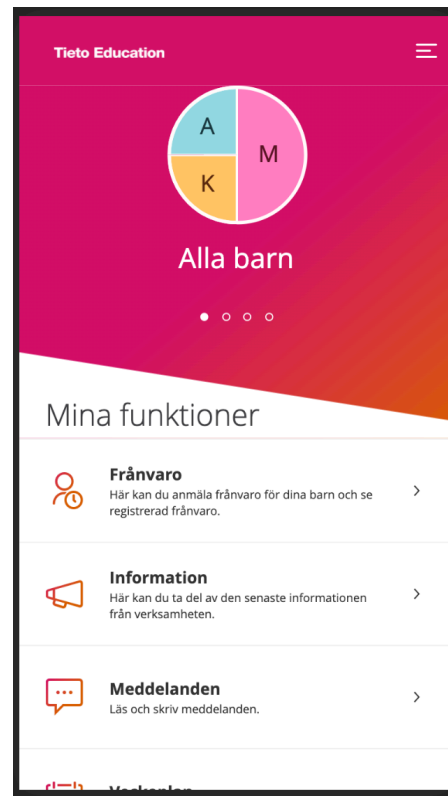 Tieto Education
A
M
K
Alla barn
Mina funktioner
Frånvaro
Här kan du anmäla frånvaro för dina barn och se
registrerad frånvaro.
Information
Här kan du ta del av den senaste informationen
från verksamheten.
Meddelanden
Läs och skriv meddelanden.